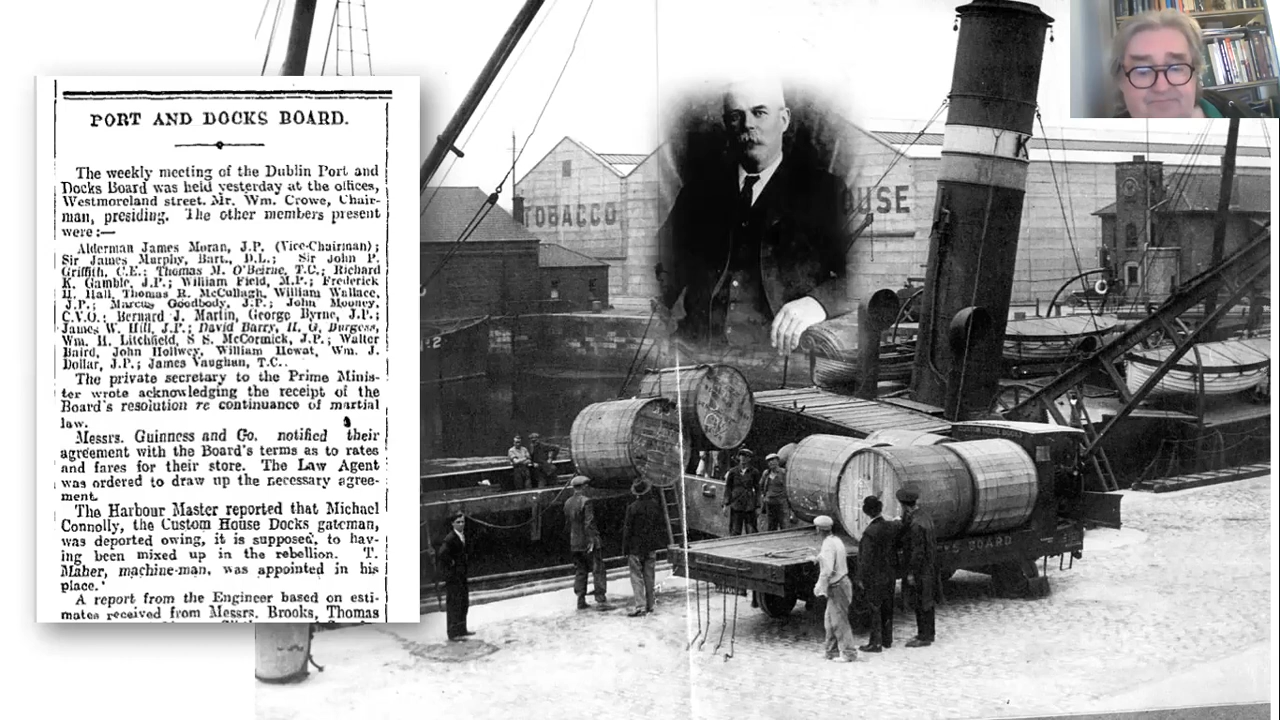 PORT AND DOCKS BOARD.
The weekly meeting of the Dublin Port and
Docks Board was held yesterday at the offices,
Westmoreland street. Mr. Wm. Crowe, Chair-
man, presiding. The other members present
were :—
Alderman James Moran, J.P. (Vice-Chairman) ;
Sir James Murphy, Bart., D.L. ; Sir John P.
Griffith, C.E.; Thomas M. O'Beirne, T.C. ; Richard
K. Gamble, J.P.; William Field, M.P.; Frederick
H. Hall, Thomas R. McCullagh, William Wallace,
J.P. ; Marcus Goodbody, J.P. ; John Mooney,
C.V.O.; Bernard J. Martin, George Byrne, J.P. ;
James W. Hill, J.P. ; David Barry, H. G. Burgess,
Wm. H. Litchfield, S S. McCormick, J.P.; Walter
Baird, John Hollwey, William Hewat, Wm. J.
Dollar, J.P.; James Vaughan, T.C..
The private secretary to the Prime Minis-
ter wrote acknowledging the receipt of the
Board's resolution re continuance of martial
law.
Messrs. Guinness and Co. notified their
agreement with the Board's terms as to rates
and fares for their store. The Law Agent
was ordered to draw up the necessary agree-
ment.
The Harbour Master reported that Michael
Connolly, the Custom House Docks gateman,
was deported owing, it is supposed, to hav-
ing been mixed up in the rebellion. T.
Maher, machine-man, was appointed in his
place.
A report from the Engineer based on esti-
mates received from Messrs. Brooks, Thomas
TOBACCO
OUSE
KS BOARD